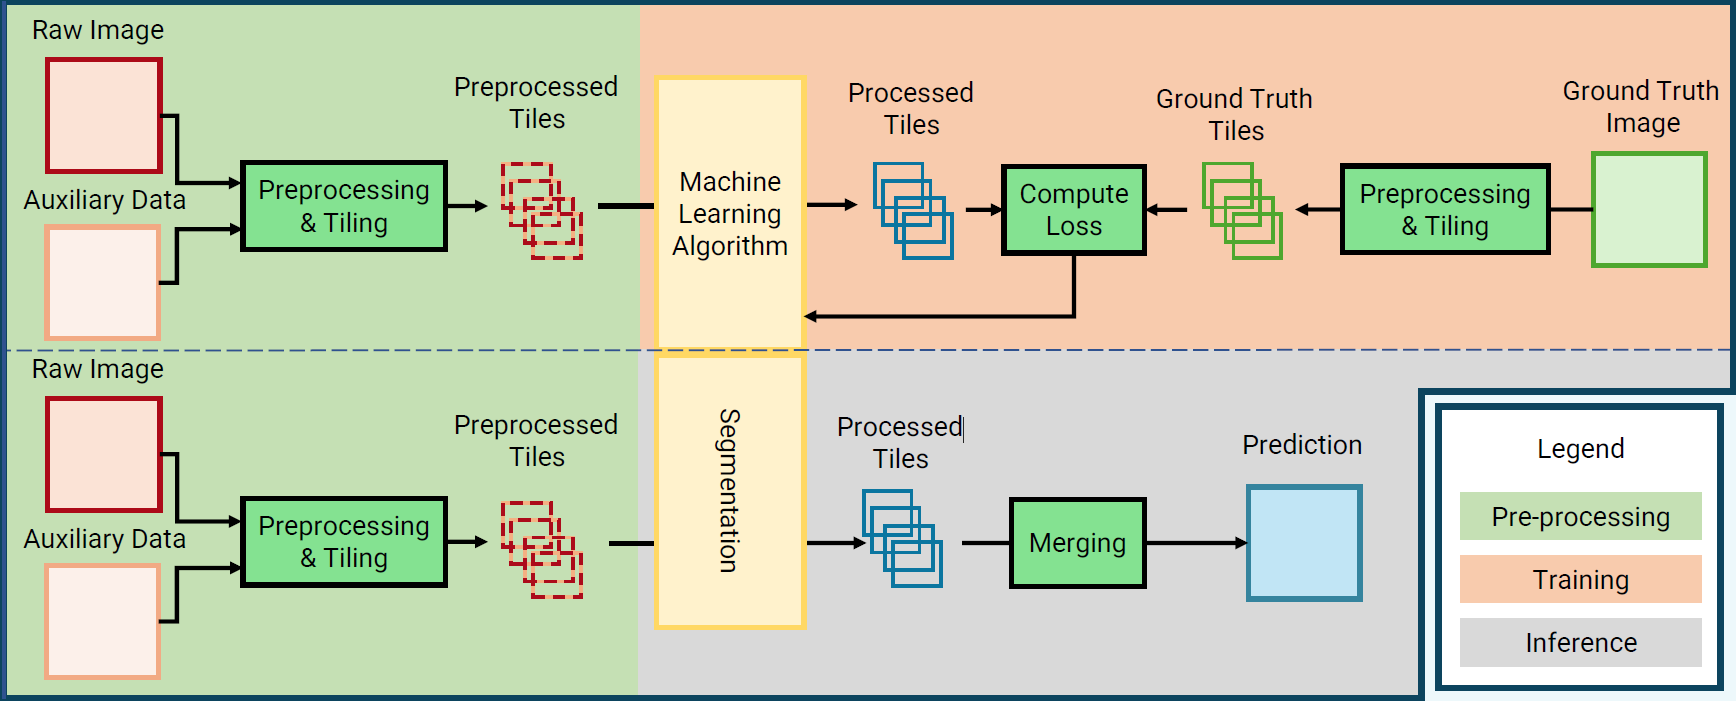 Raw Image
Auxiliary Data
Preprocessing
& Tiling
Preprocessed
Tiles
Machine
Learning
Algorithm
Processed
Tiles
Compute
Loss
Ground Truth
Tiles
Preprocessing
& Tiling
Ground Truth
Image
Raw Image
Auxiliary Data
Preprocessing
& Tiling
Preprocessed
Tiles
Segmentation
Processed
Tiles
Merging
Prediction
Legend
Pre-processing
Training
Inference